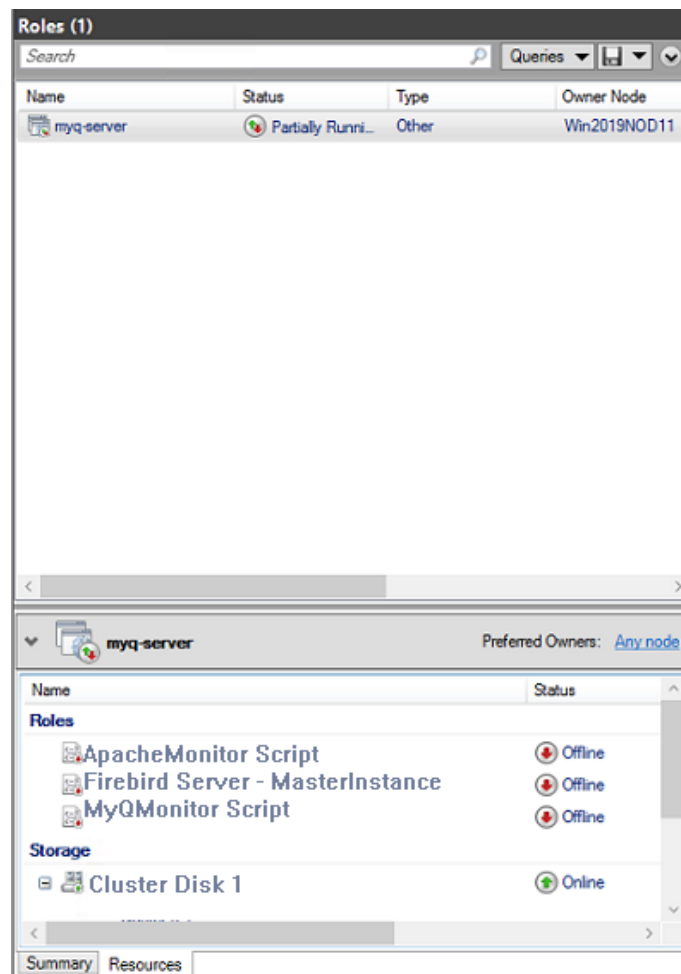 Roles (1)
Search Queries
Name Status Type Owner Node
myq-server Partially Runni... Other Win2019NOD11
myq-server Preferred Owners: Any node
Name Status
Roles
ApacheMonitor Script Offline
Firebird Server - MasterInstance Offline
MyQMonitor Script Offline
Storage
Cluster Disk 1 Online
Summary Resources